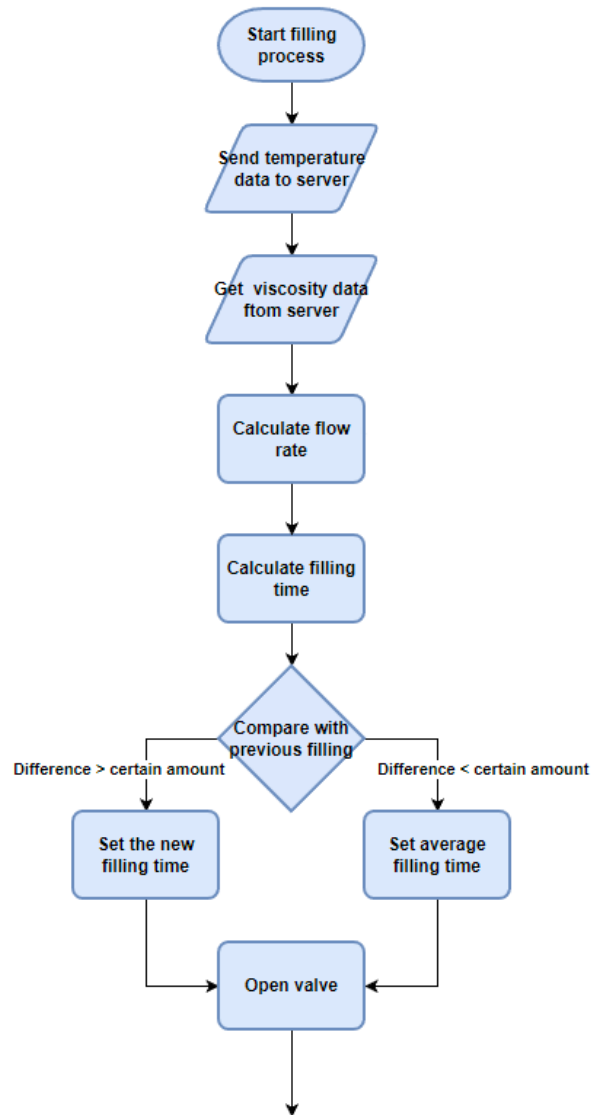 Start filling
process
Send temperature
data to server
Get viscosity data
ftom server
Calculate flow
rate
Calculate filling
time
Compare with
previous filling
Difference > certain amount
Difference < certain amount
Set the new
filling time
Set average
filling time
Open valve